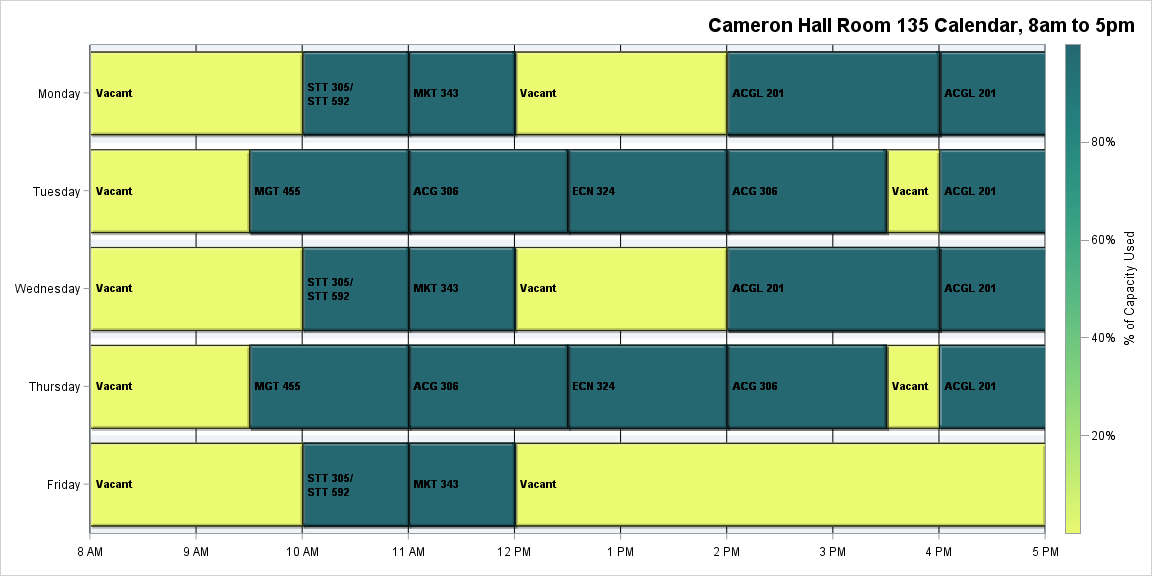 Cameron Hall Room 135 Calendar, 8am to 5pm
Monday
Vacant
STT 305/
STT 592
MKT 343
Vacant
ACGL 201
ACGL 201
Tuesday
Vacant
MGT 455
ACG 306
ECN 324
ACG 306
Vacant
ACGL 201
Wednesday
Vacant
STT 305/
STT 592
MKT 343
Vacant
ACGL 201
ACGL 201
Thursday
Vacant
MGT 455
ACG 306
ECN 324
ACG 306
Vacant
ACGL 201
Friday
Vacant
STT 305/
STT 592
MKT 343
Vacant
8 AM
9 AM
10 AM
11 AM
12 PM
1 PM
2 PM
3 PM
4 PM
5 PM
80%
60%
40%
20%
% of Capacity Used